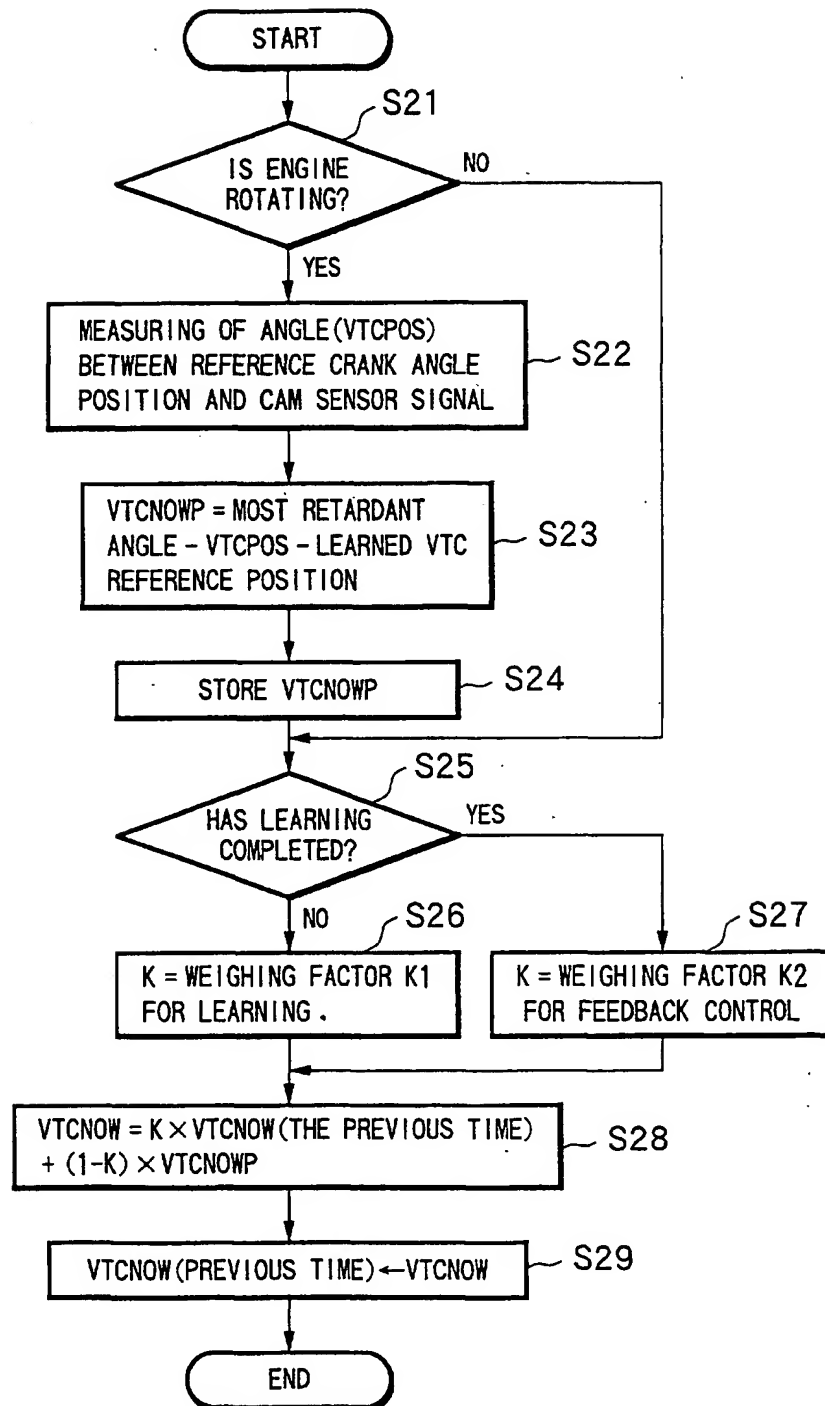 START
S21
IS ENGINE
ROTATING?
NO
YES
MEASURING OF ANGLE(VTCPOS)
BETWEEN REFERENCE CRANK ANGLE
POSITION AND CAM SENSOR SIGNAL
S22
VTCNOWP = MOST RETARDANT
ANGLE - VTCPOS - LEARNED VTC
REFERENCE POSITION
S23
STORE VTCNOWP
S24
S25
HAS LEARNING
COMPLETED?
YES
NO
S26
S27
K = WEIGHING FACTOR K1
FOR LEARNING .
K = WEIGHING FACTOR K2
FOR FEEDBACK CONTROL
VTCNOW = K × VTCNOW(THE PREVIOUS TIME)
+ (1-K) × VTCNOWP
S28
VTCNOW(PREVIOUS TIME)←VTCNOW
S29
END